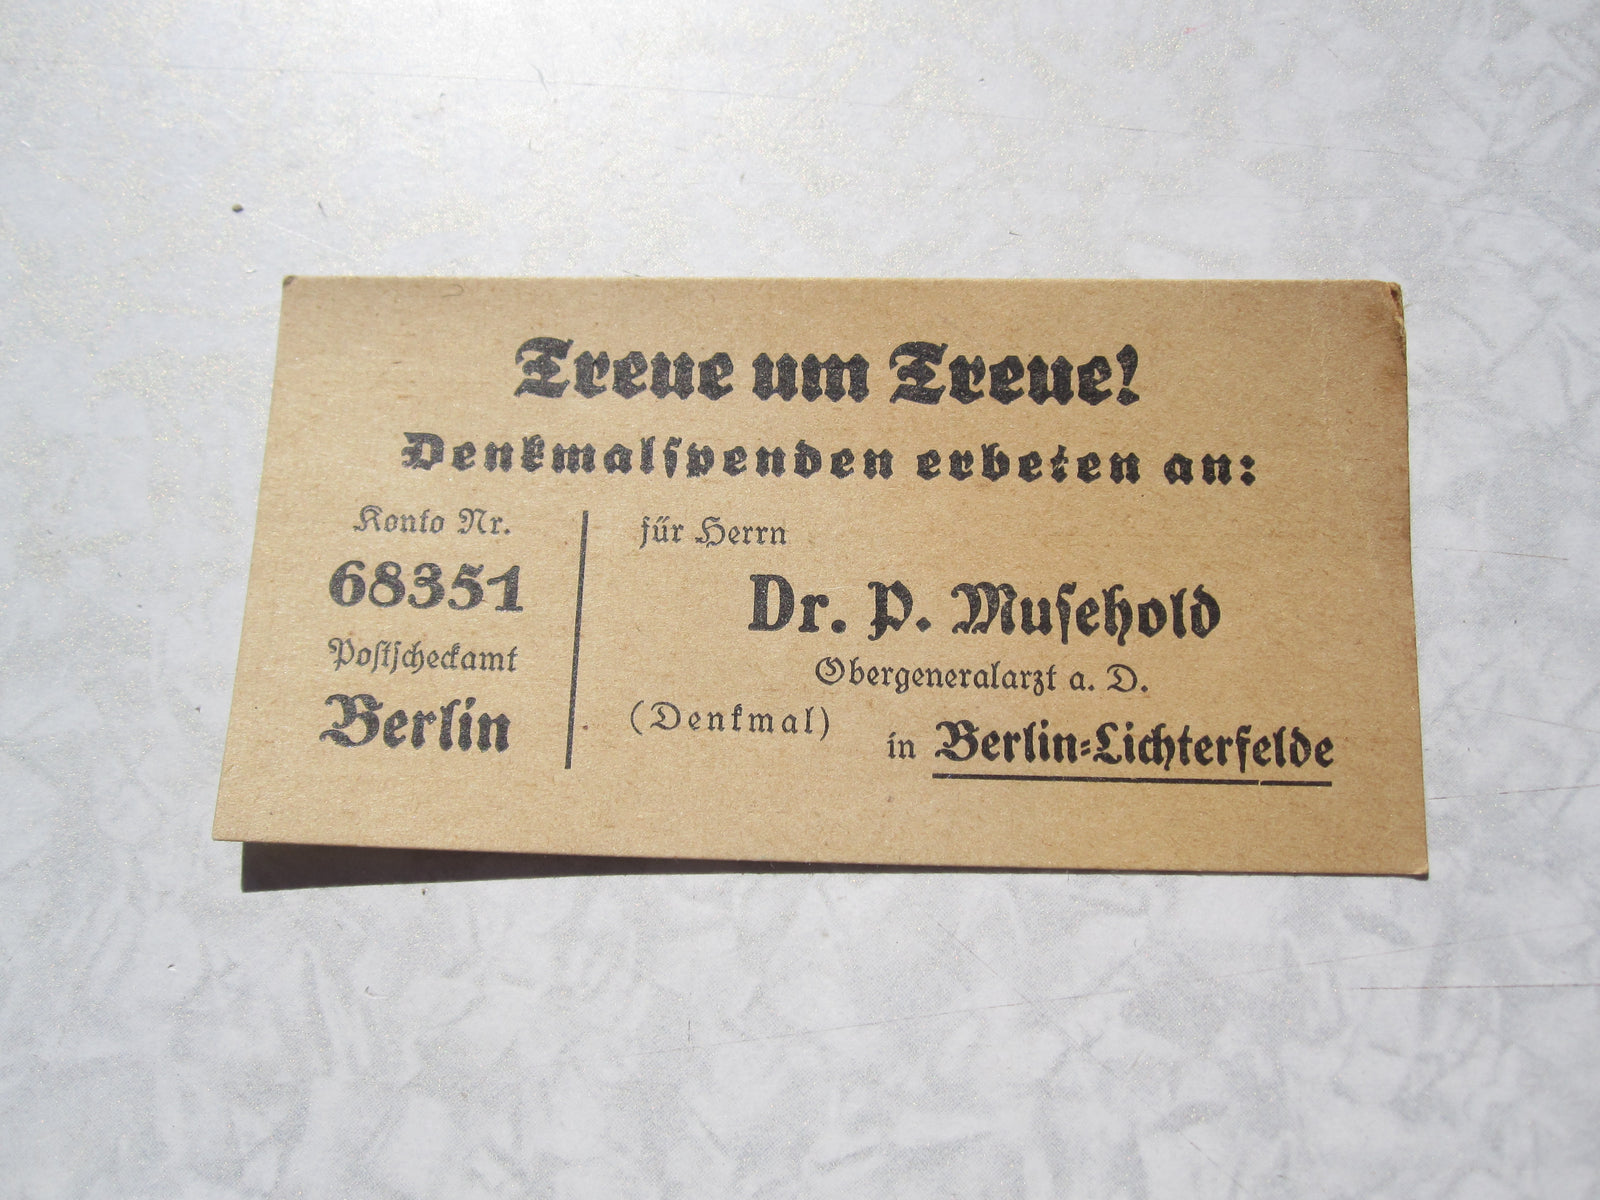 Treue um Treue!
Denkmalspenden erbeten an:
Konto Nr.
68351
Postscheckamt
Berlin
für Herrn
Dr. P. Musehold
Obergeneralarzt a. D.
(Denkmal)
in Berlin=Lichterfelde